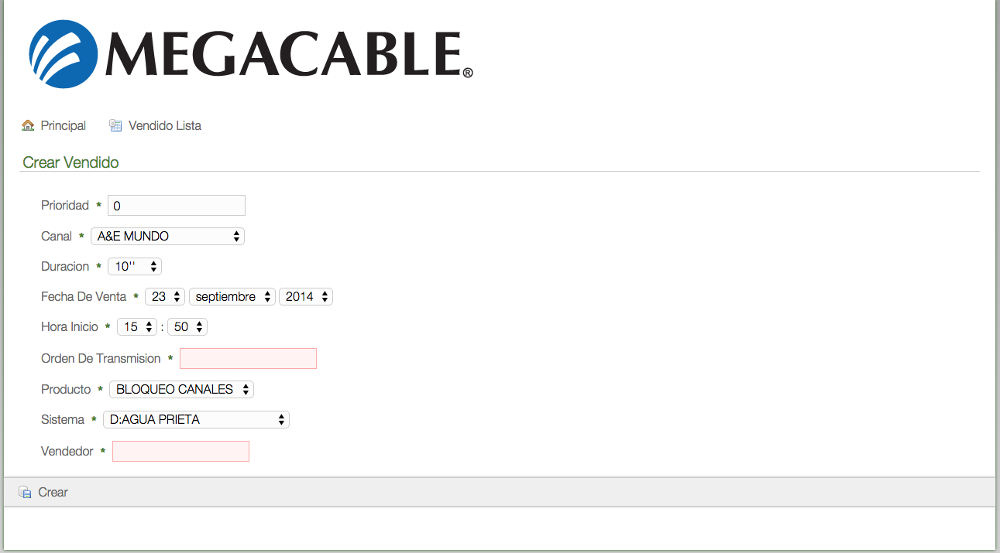 MEGACABLE®
Principal Vendido Lista
Crear Vendido
Prioridad * 0
Canal * A&E MUNDO
Duracion * 10''
Fecha De Venta * 23 septiembre 2014
Hora Inicio * 15 : 50
Orden De Transmision *
Producto * BLOQUEO CANALES
Sistema * D:AGUA PRIETA
Vendedor *
Crear